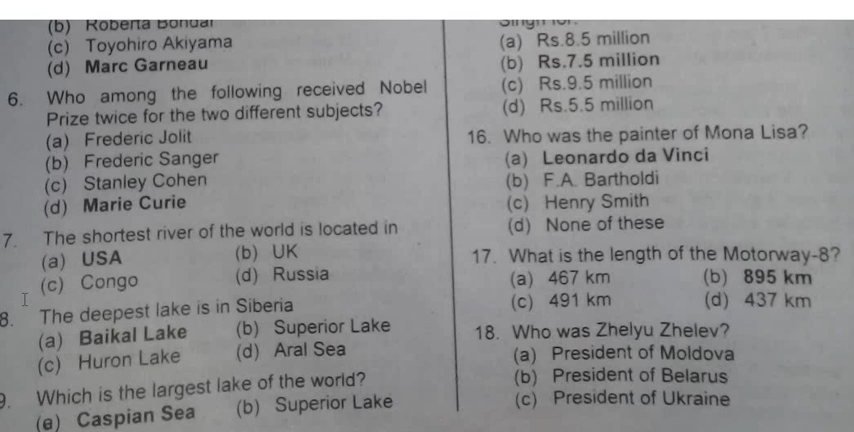 (b) Roberta Bondar
(c) Toyohiro Akiyama
(d) Marc Garneau
6. Who among the following received Nobel
Prize twice for the two different subjects?
(a) Frederic Jolit
(b) Frederic Sanger
(c) Stanley Cohen
(d) Marie Curie
7. The shortest river of the world is located in
(a) USA (b) UK
(c) Congo (d) Russia
8. The deepest lake is in Siberia
(a) Baikal Lake (b) Superior Lake
(c) Huron Lake (d) Aral Sea
9. Which is the largest lake of the world?
(a) Caspian Sea (b) Superior Lake
Singh for:
(a) Rs.8.5 million
(b) Rs.7.5 million
(c) Rs.9.5 million
(d) Rs.5.5 million
16. Who was the painter of Mona Lisa?
(a) Leonardo da Vinci
(b) F.A. Bartholdi
(c) Henry Smith
(d) None of these
17. What is the length of the Motorway-8?
(a) 467 km (b) 895 km
(c) 491 km (d) 437 km
18. Who was Zhelyu Zhelev?
(a) President of Moldova
(b) President of Belarus
(c) President of Ukraine